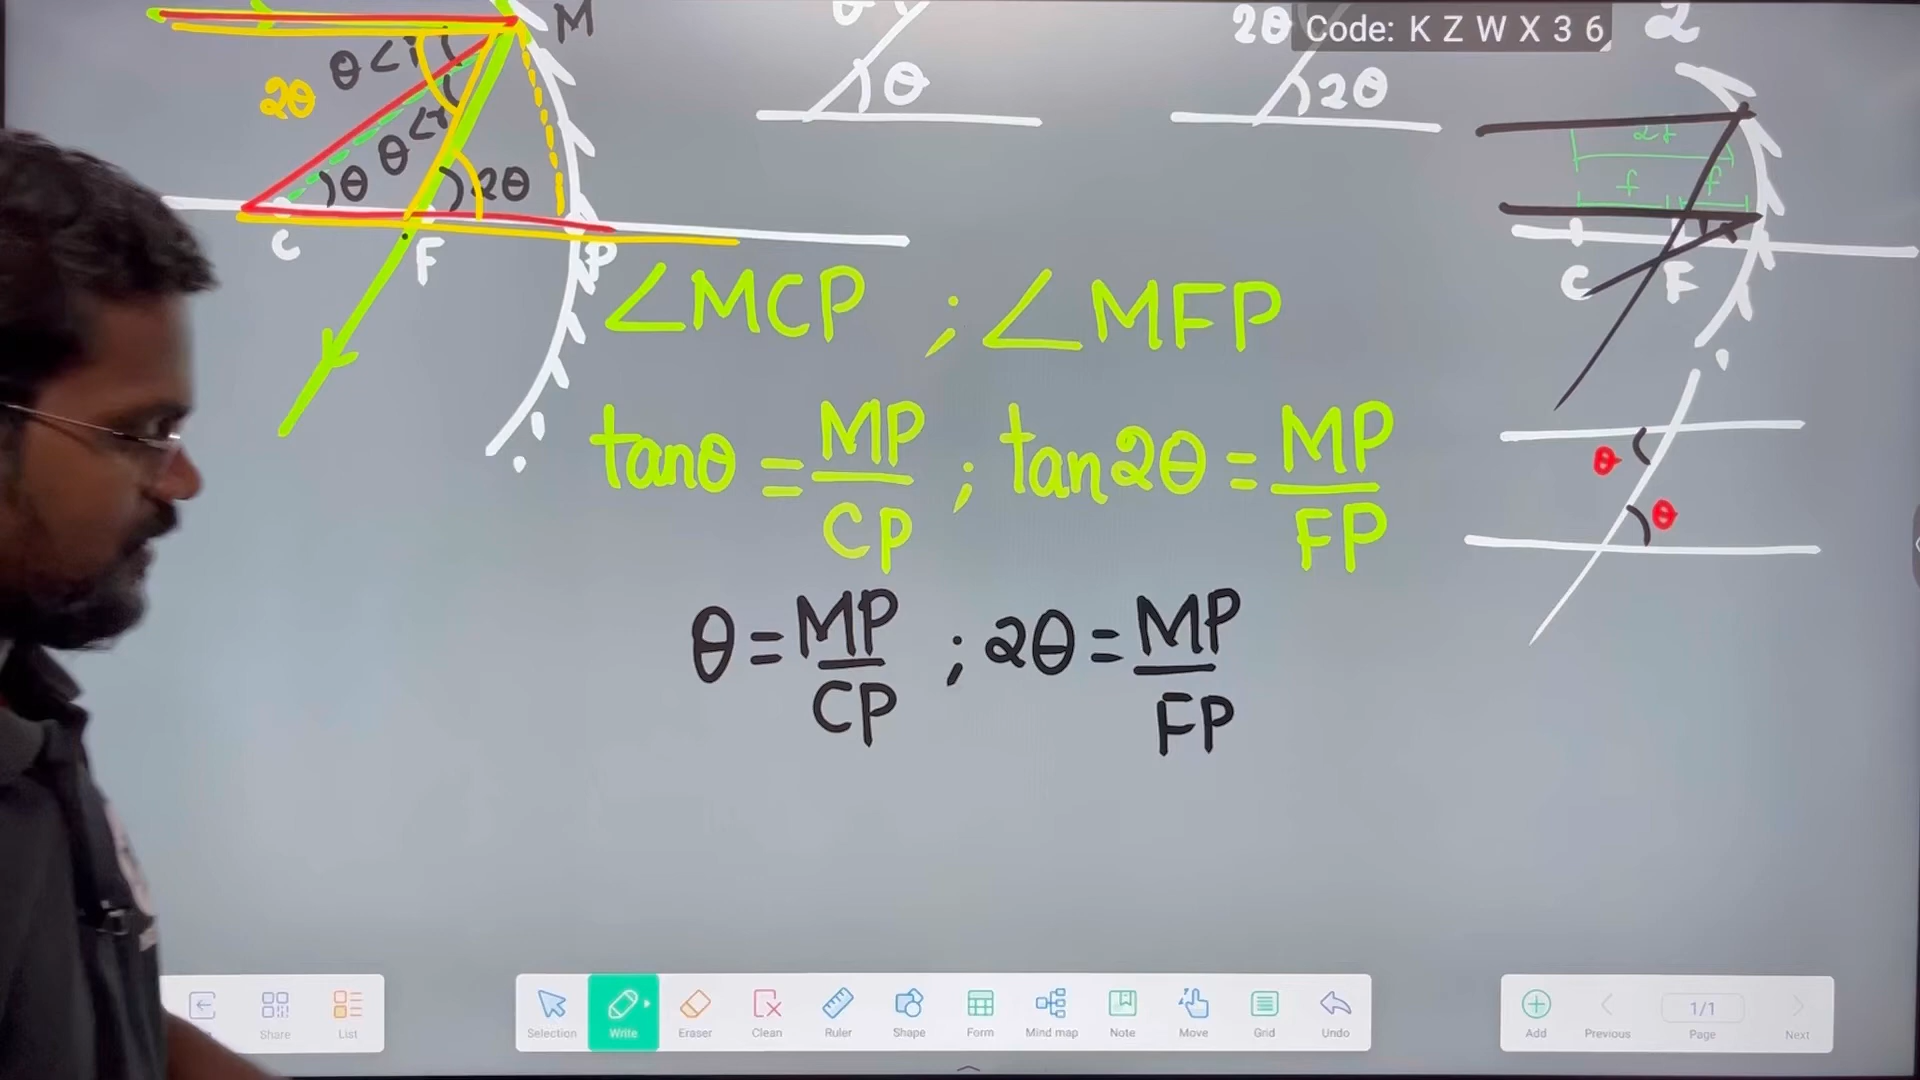 M
2θ
Code: K Z W X 3 6
2
θ < i
2θ
θ
2θ
2f
θ < r
θ
2θ
f
f
C
F
P
C
F
∠MCP ; ∠MFP
tanθ = MP/CP ; tan2θ = MP/FP
θ
θ
θ = MP/CP ; 2θ = MP/FP
Share
List
Selection
Write
Eraser
Clean
Ruler
Shape
Form
Mind map
Note
Move
Grid
Undo
Add
Previous
1/1
Page
Next